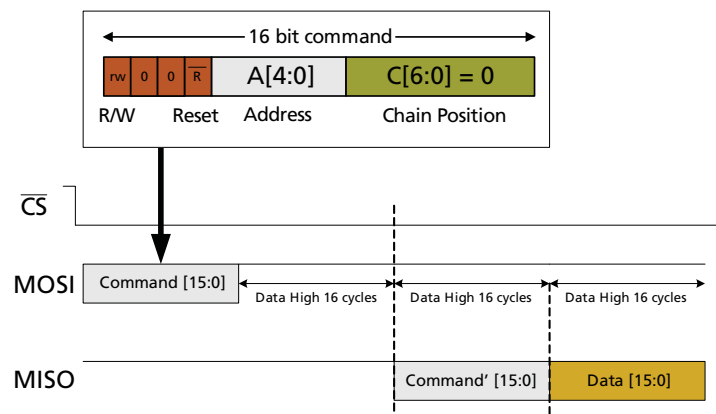 16 bit command
rw 0 0 R̅ A[4:0] C[6:0] = 0
R/W Reset Address Chain Position
C̅S̅
MOSI Command [15:0] Data High 16 cycles Data High 16 cycles Data High 16 cycles
MISO Command' [15:0] Data [15:0]